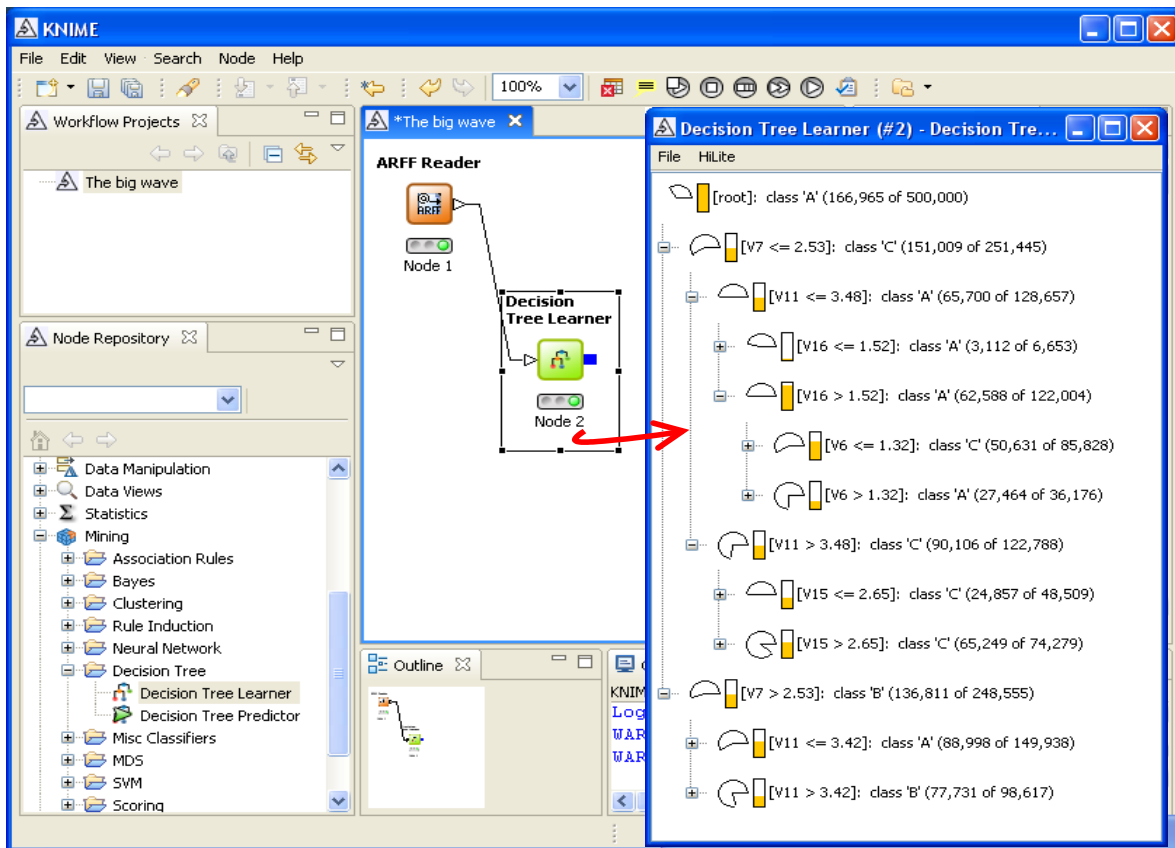 KNIME
File Edit View Search Node Help
100%
Workflow Projects
The big wave
*The big wave
ARFF Reader
ARFF
Node 1
Decision
Tree Learner
Node 2
Node Repository
Data Manipulation
Data Views
Statistics
Mining
Association Rules
Bayes
Clustering
Rule Induction
Neural Network
Decision Tree
Decision Tree Learner
Decision Tree Predictor
Misc Classifiers
MDS
SVM
Scoring
Outline
KNIM
Log
WAR
WAR
Decision Tree Learner (#2) - Decision Tre...
File HiLite
[root]: class 'A' (166,965 of 500,000)
[V7 <= 2.53]: class 'C' (151,009 of 251,445)
[V11 <= 3.48]: class 'A' (65,700 of 128,657)
[V16 <= 1.52]: class 'A' (3,112 of 6,653)
[V16 > 1.52]: class 'A' (62,588 of 122,004)
[V6 <= 1.32]: class 'C' (50,631 of 85,828)
[V6 > 1.32]: class 'A' (27,464 of 36,176)
[V11 > 3.48]: class 'C' (90,106 of 122,788)
[V15 <= 2.65]: class 'C' (24,857 of 48,509)
[V15 > 2.65]: class 'C' (65,249 of 74,279)
[V7 > 2.53]: class 'B' (136,811 of 248,555)
[V11 <= 3.42]: class 'A' (88,998 of 149,938)
[V11 > 3.42]: class 'B' (77,731 of 98,617)